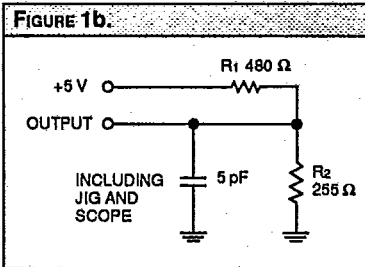 FIGURE 1b.
R1 480 Ω
+5 V
OUTPUT
INCLUDING
JIG AND
SCOPE
5 pF
R2
255 Ω